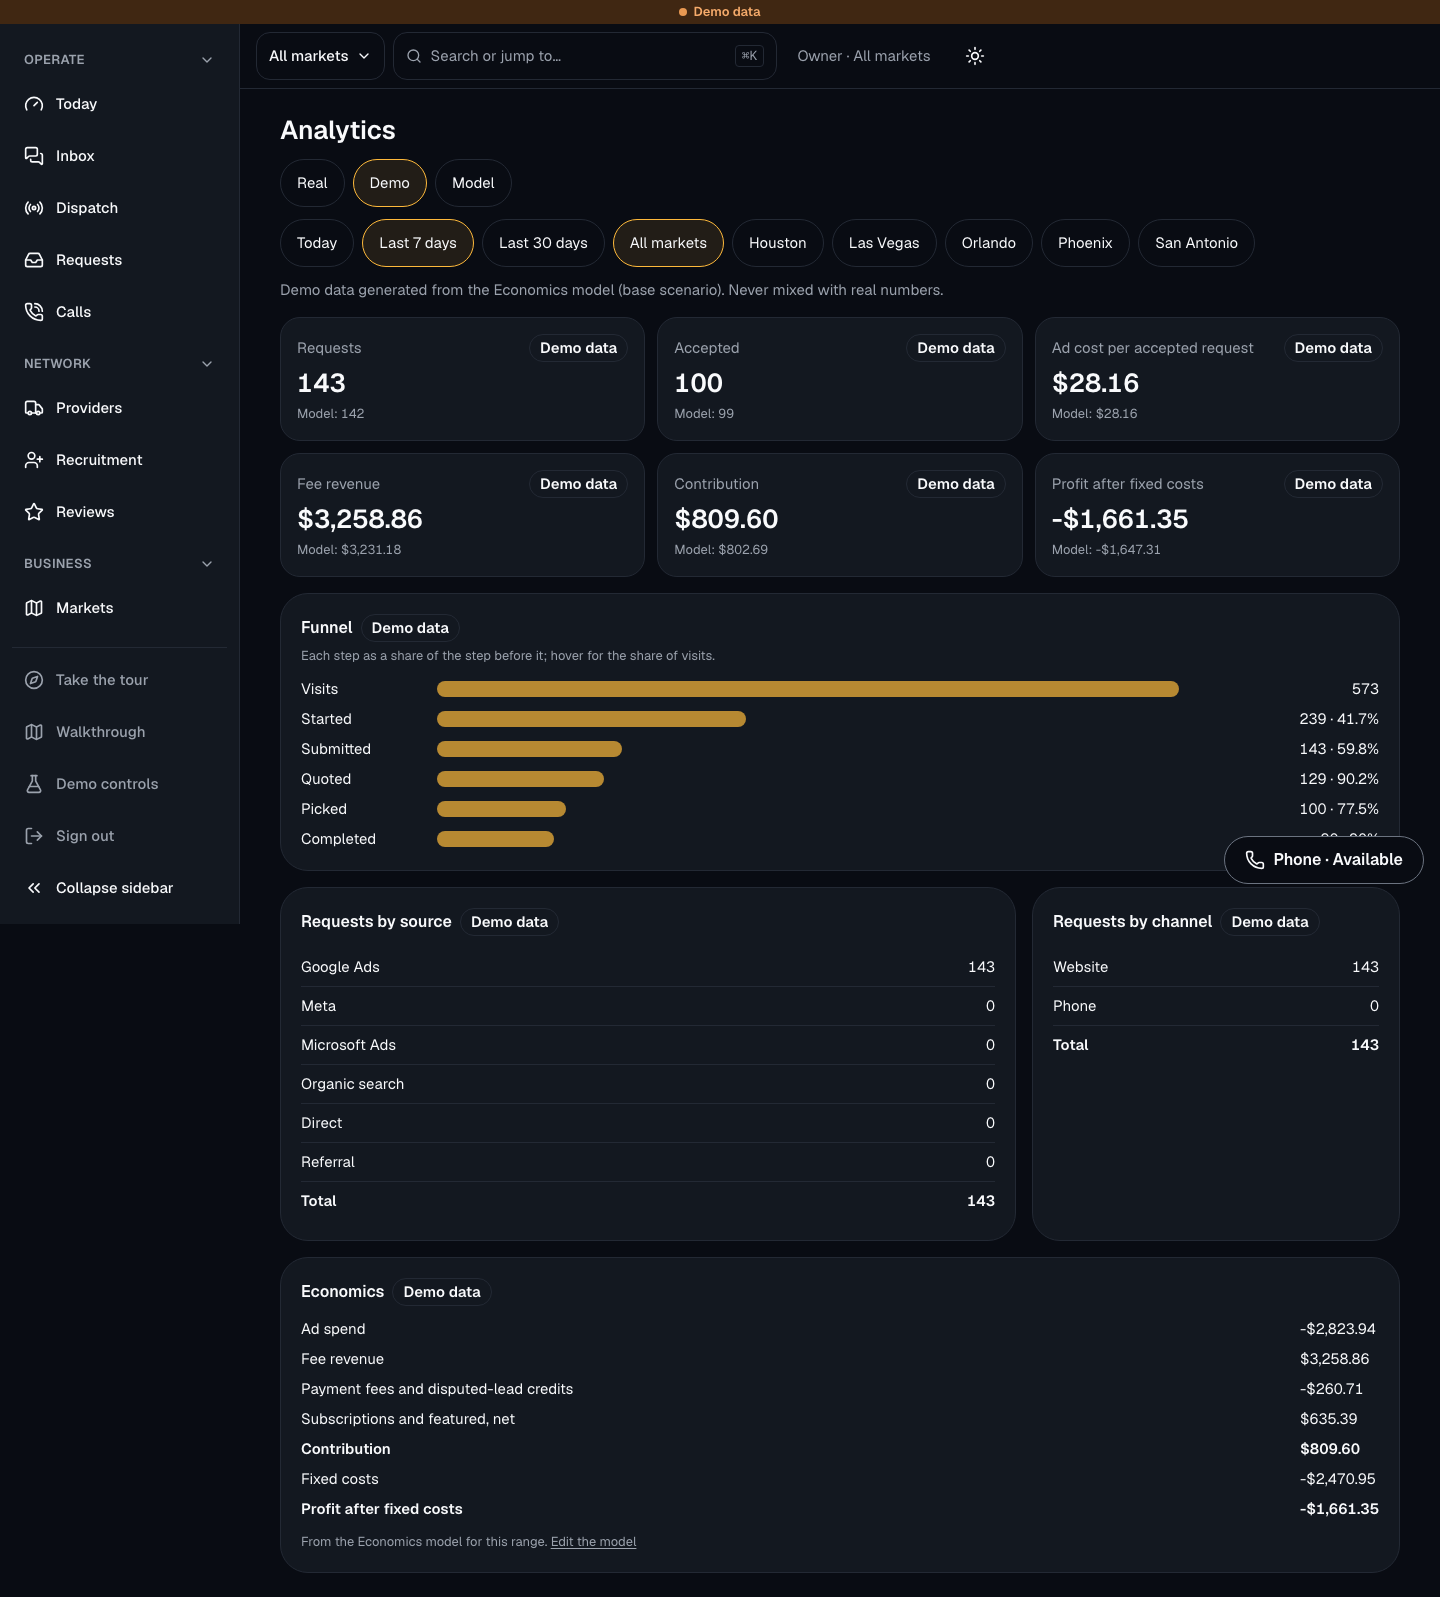 Demo data
OPERATE
Today
Inbox
Dispatch
Requests
Calls
NETWORK
Providers
Recruitment
Reviews
BUSINESS
Markets
Take the tour
Walkthrough
Demo controls
Sign out
Collapse sidebar
All markets
Search or jump to...
⌘K
Owner · All markets
Analytics
Real
Demo
Model
Today
Last 7 days
Last 30 days
All markets
Houston
Las Vegas
Orlando
Phoenix
San Antonio
Demo data generated from the Economics model (base scenario). Never mixed with real numbers.
Requests
Demo data
143
Model: 142
Accepted
Demo data
100
Model: 99
Ad cost per accepted request
Demo data
$28.16
Model: $28.16
Fee revenue
Demo data
$3,258.86
Model: $3,231.18
Contribution
Demo data
$809.60
Model: $802.69
Profit after fixed costs
Demo data
-$1,661.35
Model: -$1,647.31
Funnel
Demo data
Each step as a share of the step before it; hover for the share of visits.
Visits 573
Started 239 · 41.7%
Submitted 143 · 59.8%
Quoted 129 · 90.2%
Picked 100 · 77.5%
Completed
Phone · Available
Requests by source
Demo data
Google Ads 143
Meta 0
Microsoft Ads 0
Organic search 0
Direct 0
Referral 0
Total 143
Requests by channel
Demo data
Website 143
Phone 0
Total 143
Economics
Demo data
Ad spend -$2,823.94
Fee revenue $3,258.86
Payment fees and disputed-lead credits -$260.71
Subscriptions and featured, net $635.39
Contribution $809.60
Fixed costs -$2,470.95
Profit after fixed costs -$1,661.35
From the Economics model for this range. Edit the model